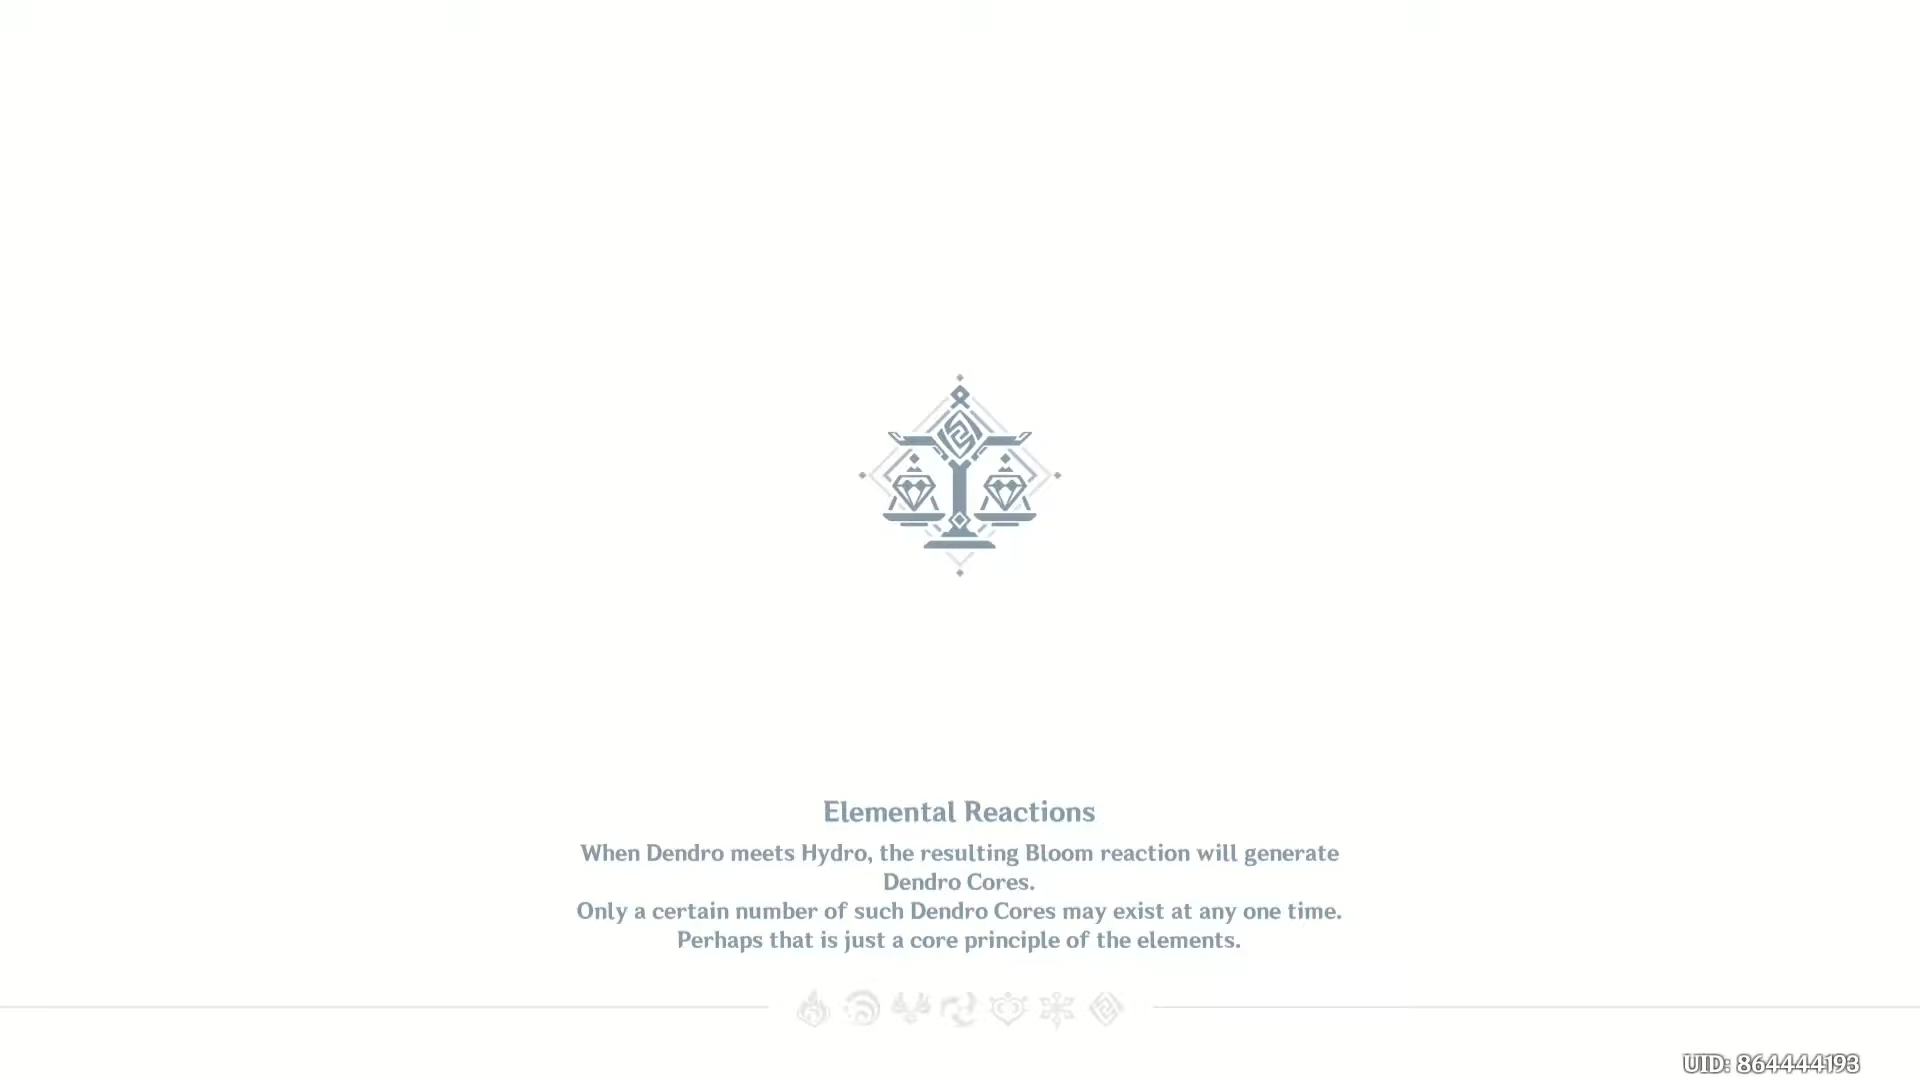 Elemental Reactions
When Dendro meets Hydro, the resulting Bloom reaction will generate
Dendro Cores.
Only a certain number of such Dendro Cores may exist at any one time.
Perhaps that is just a core principle of the elements.
UID: 864444193